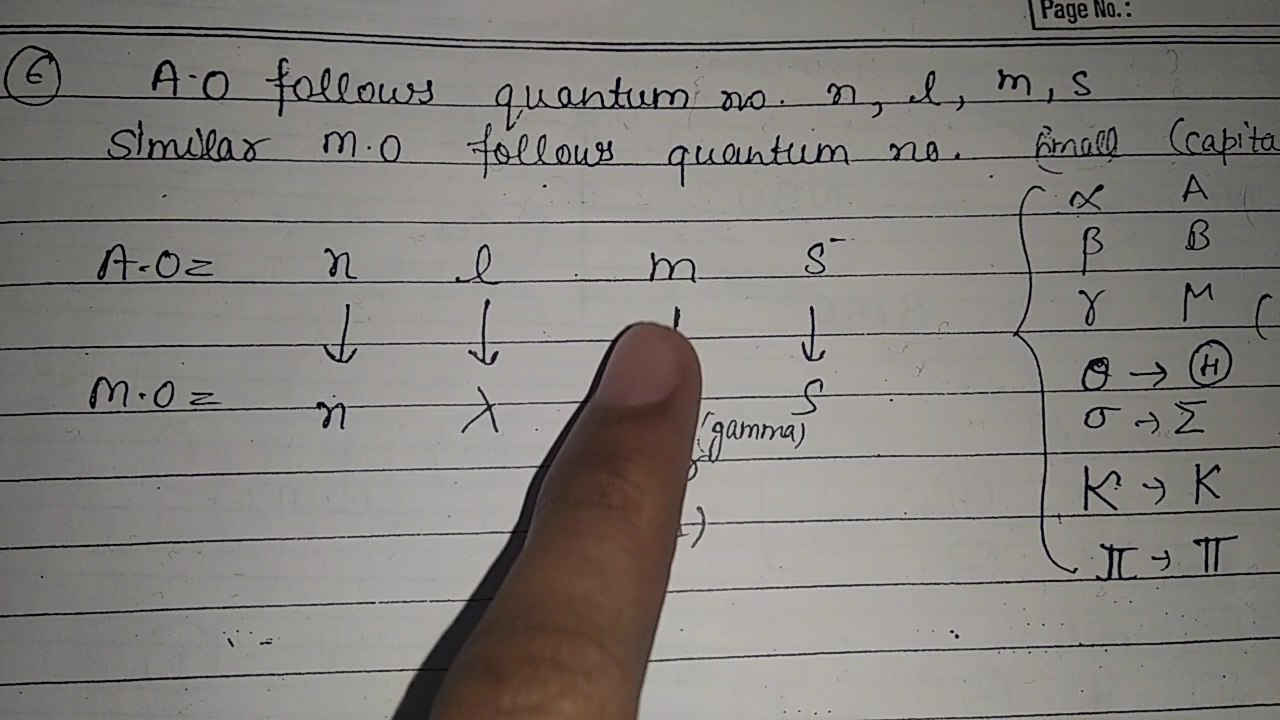 Page No.:
6 A.O follows quantum no. n, l, m, s
Similar M.O follows quantum no. small (capita
α A
β B
A.O = n l m s
γ M (
↓ ↓ ↓
θ → Θ
M.O = n λ s
σ → Σ
(gamma)
K → K
)
π → π